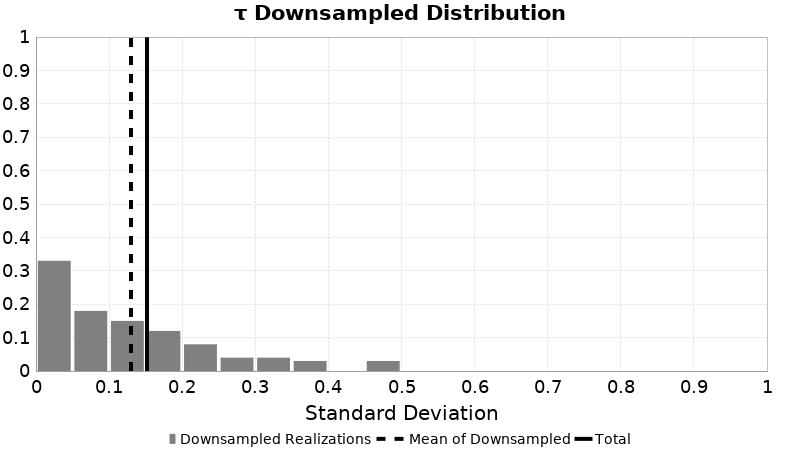 τ Downsampled Distribution
1
0.9
0.8
0.7
0.6
0.5
0.4
0.3
0.2
0.1
0
0 0.1 0.2 0.3 0.4 0.5 0.6 0.7 0.8 0.9 1
Standard Deviation
Downsampled Realizations Mean of Downsampled Total